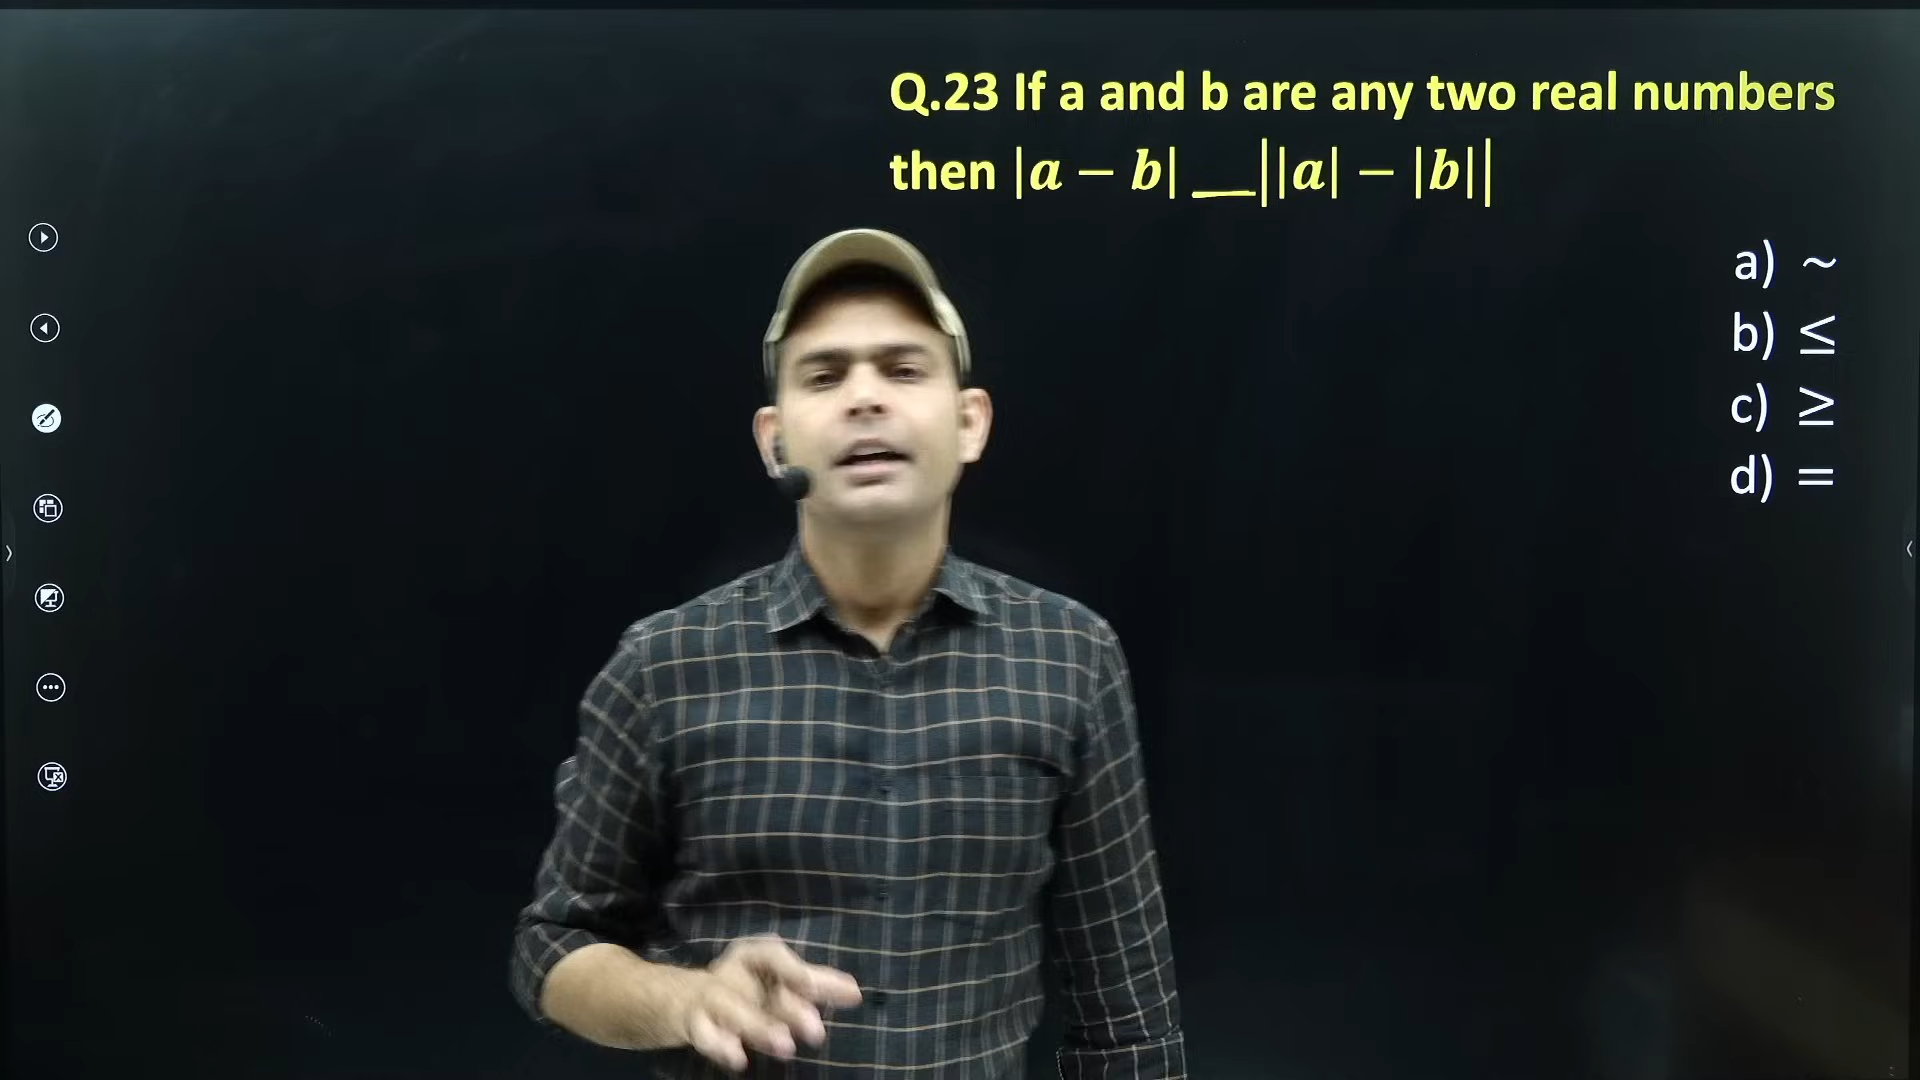 Q.23 If a and b are any two real numbers
then |a − b| __ ||a| − |b||
a) ~
b) ≤
c) ≥
d) =